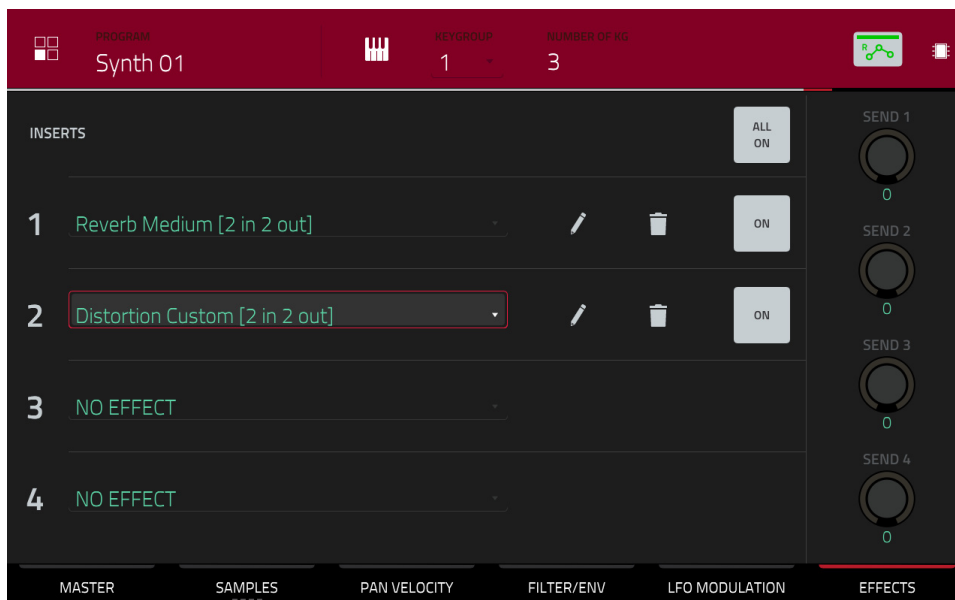 PROGRAM
Synth 01
KEYGROUP
1
NUMBER OF KG
3
R
INSERTS
ALL
ON
1 Reverb Medium [2 in 2 out] ON
2 Distortion Custom [2 in 2 out] ON
3 NO EFFECT
4 NO EFFECT
SEND 1
0
SEND 2
0
SEND 3
0
SEND 4
0
MASTER SAMPLES PAN VELOCITY FILTER/ENV LFO MODULATION EFFECTS